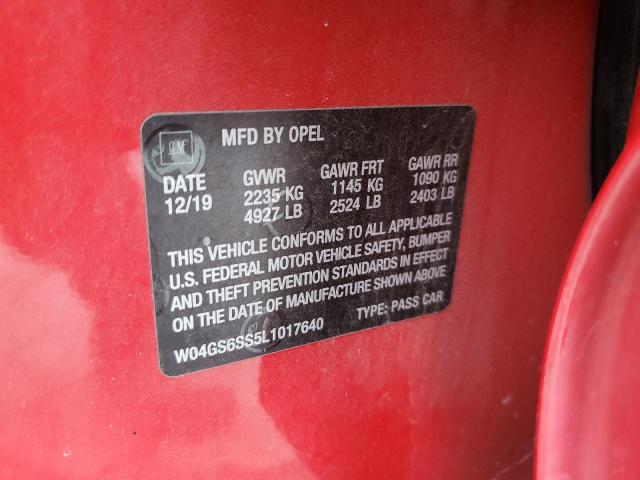 GM
MFD BY OPEL
DATE GVWR GAWR FRT GAWR RR
12/19 2235 KG 1145 KG 1090 KG
4927 LB 2524 LB 2403 LB
THIS VEHICLE CONFORMS TO ALL APPLICABLE
U.S. FEDERAL MOTOR VEHICLE SAFETY, BUMPER
AND THEFT PREVENTION STANDARDS IN EFFECT
ON THE DATE OF MANUFACTURE SHOWN ABOVE
W04GS6SS5L1017640 TYPE: PASS CAR